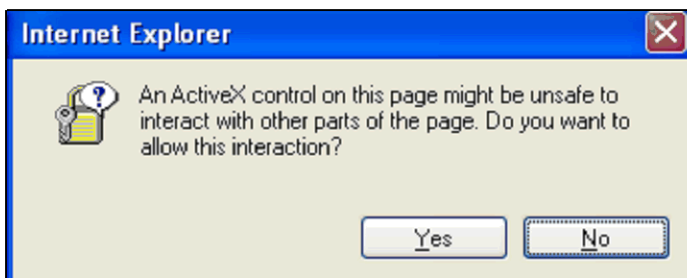 Internet Explorer
An ActiveX control on this page might be unsafe to
interact with other parts of the page. Do you want to
allow this interaction?
Yes
No